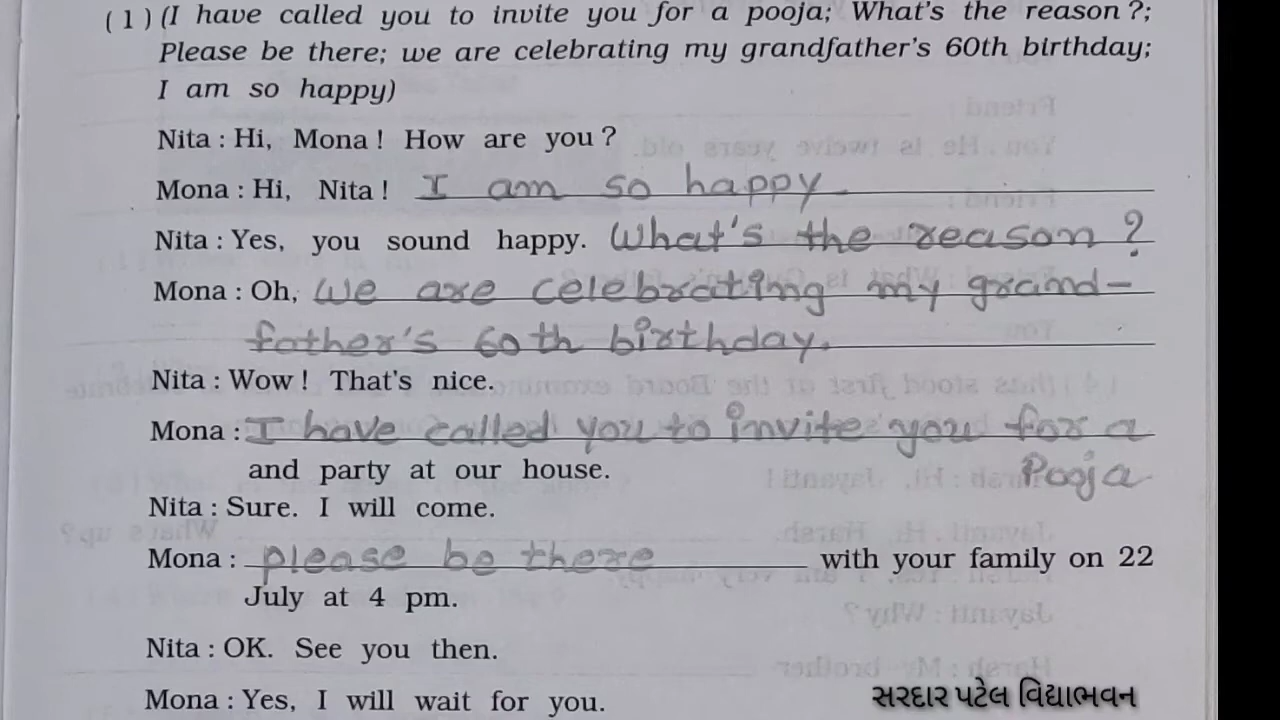 (1) (I have called you to invite you for a pooja; What's the reason?;
Please be there; we are celebrating my grandfather's 60th birthday;
I am so happy)
Nita : Hi, Mona! How are you?
Mona : Hi, Nita! I am so happy.
Nita : Yes, you sound happy. What's the reason?
Mona : Oh, We are celebrating my grand-
father's 60th birthday.
Nita : Wow! That's nice.
Mona : I have called you to invite you for a
Pooja
and party at our house.
Nita : Sure. I will come.
Mona : please be there with your family on 22
July at 4 pm.
Nita : OK. See you then.
Mona : Yes, I will wait for you.
સરદાર પટેલ વિદ્યાભવન